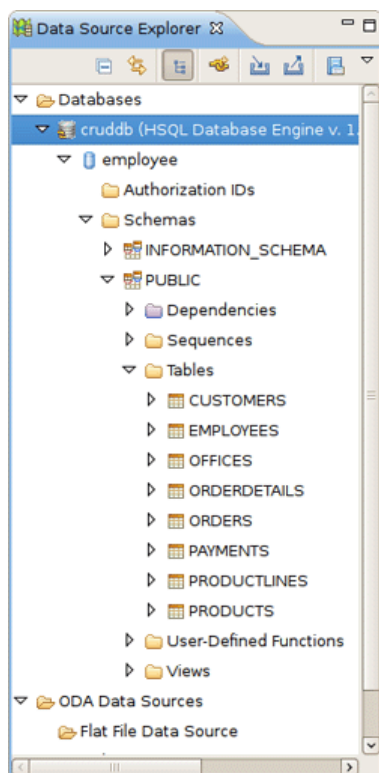 Data Source Explorer
Databases
cruddb (HSQL Database Engine v. 1.
employee
Authorization IDs
Schemas
INFORMATION_SCHEMA
PUBLIC
Dependencies
Sequences
Tables
CUSTOMERS
EMPLOYEES
OFFICES
ORDERDETAILS
ORDERS
PAYMENTS
PRODUCTLINES
PRODUCTS
User-Defined Functions
Views
ODA Data Sources
Flat File Data Source